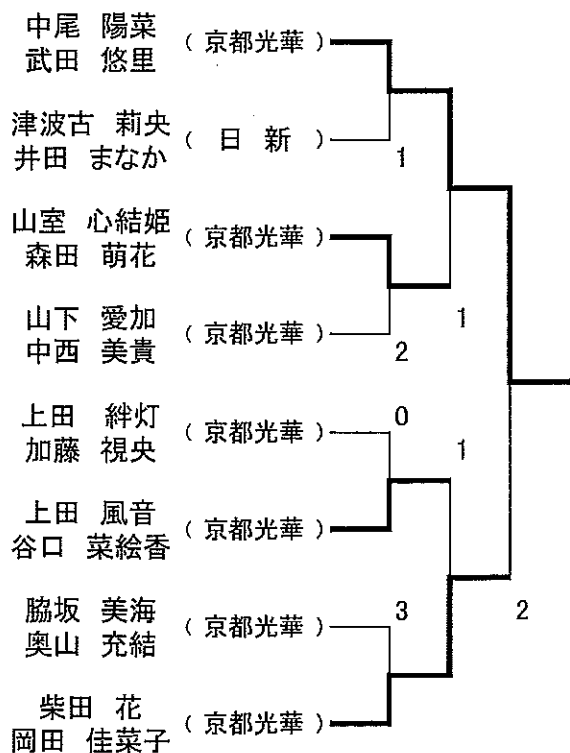 中尾 陽菜
武田 悠里
( 京都光華 )
津波古 莉央
井田 まなか
( 日 新 )
1
山室 心結姫
森田 萌花
( 京都光華 )
1
山下 愛加
中西 美貴
( 京都光華 )
2
上田 絆灯
加藤 視央
( 京都光華 )
0
1
上田 風音
谷口 菜絵香
( 京都光華 )
脇坂 美海
奥山 充結
( 京都光華 )
3
2
柴田 花
岡田 佳菜子
( 京都光華 )